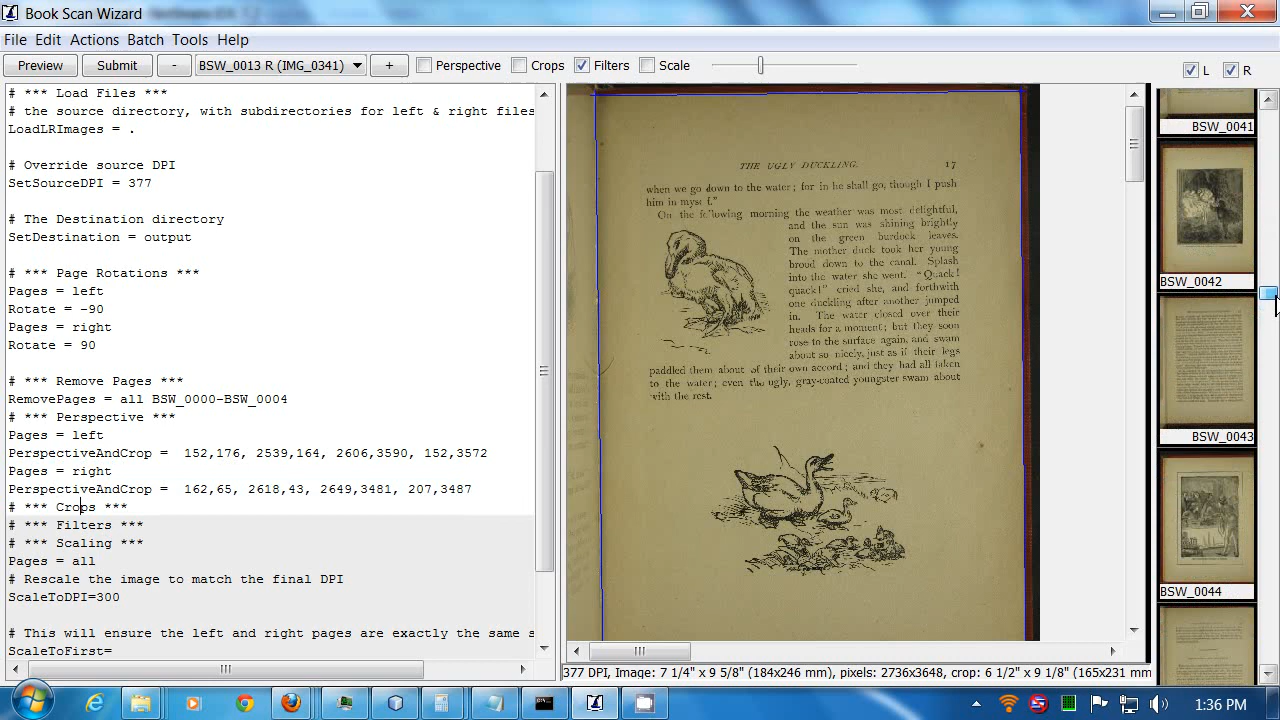 Book Scan Wizard
File Edit Actions Batch Tools Help
Preview Submit - BSW_0013 R (IMG_0341) + Perspective Crops Filters Scale L R
# *** Load Files ***
# the source directory, with subdirectories for left & right files
LoadLRImages = .
# Override source DPI
SetSourceDPI = 377
# The Destination directory
SetDestination = output
# *** Page Rotations ***
Pages = left
Rotate = -90
Pages = right
Rotate = 90
# *** Remove Pages ***
RemovePages = all BSW_0000-BSW_0004
# *** Perspective ***
Pages = left
PerspectiveAndCrop = 152,176, 2539,164, 2606,3590, 152,3572
Pages = right
PerspectiveAndCrop = 162,65, 2618,43, 2649,3481, 207,3487
# *** Crops ***
# *** Filters ***
# *** Scaling ***
Pages = all
# Rescale the image to match the final DPI
ScaleToDPI=300
# This will ensure the left and right pages are exactly the
ScaleToFirst=
THE UGLY DUCKLING. 17
when we go down to the water; for in he shall go, though I push
him in myself."
On the following morning the weather was most delightful,
and the sun was shining brightly
on the green burdock leaves.
The mother duck took her young
brood down to the canal. Splash
into the water she went. "Quack!
quack!" cried she, and forthwith
one duckling after another jumped
in. The water closed over their
heads for a moment; but they soon
rose to the surface again, and swam
about so nicely, just as if their legs
paddled them about of their own accord; and they had all taken
to the water; even the ugly, gray-coated youngster swam about
with the rest.
BSW_0041
BSW_0042
BSW_0043
BSW_0044
377 DPI Image: 7 1/4" x 9 5/8" (184x246 mm), pixels: 2736x3648 Crop: 6 1/2" x 9 1/8" (165x231mm
1:36 PM